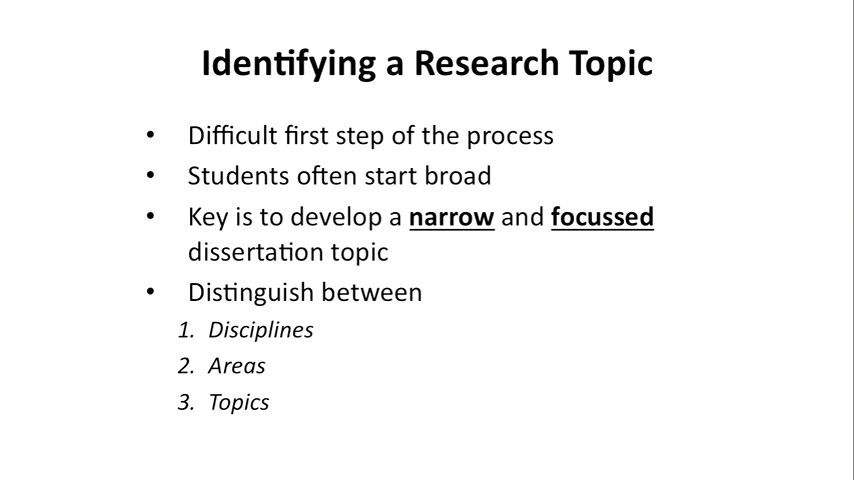 Identifying a Research Topic
• Difficult first step of the process
• Students often start broad
• Key is to develop a narrow and focussed
dissertation topic
• Distinguish between
1. Disciplines
2. Areas
3. Topics